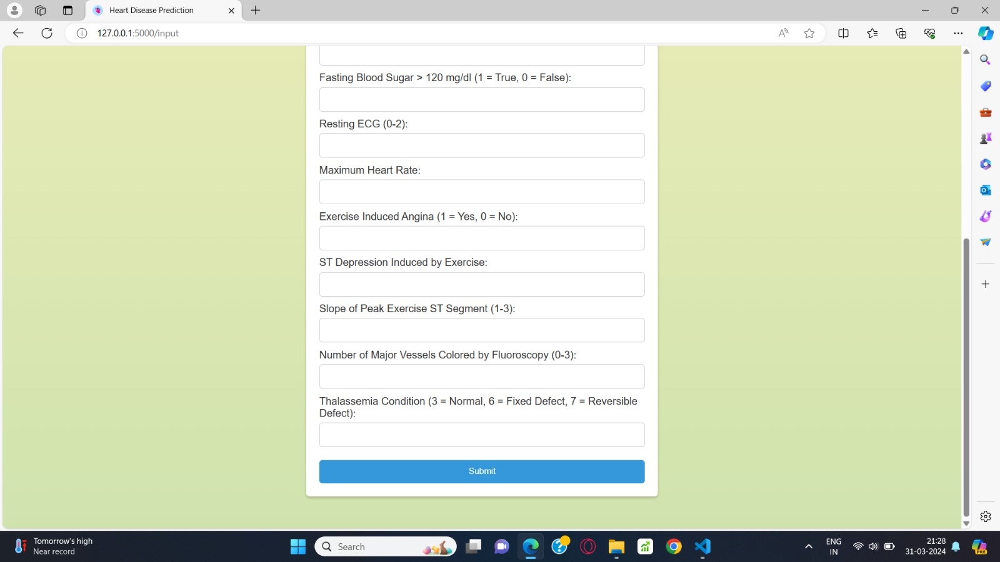 Heart Disease Prediction
127.0.0.1:5000/input
Fasting Blood Sugar > 120 mg/dl (1 = True, 0 = False):
Resting ECG (0-2):
Maximum Heart Rate:
Exercise Induced Angina (1 = Yes, 0 = No):
ST Depression Induced by Exercise:
Slope of Peak Exercise ST Segment (1-3):
Number of Major Vessels Colored by Fluoroscopy (0-3):
Thalassemia Condition (3 = Normal, 6 = Fixed Defect, 7 = Reversible
Defect):
Submit
Tomorrow's high
Near record
Search
ENG
IN
21:28
31-03-2024
PRE